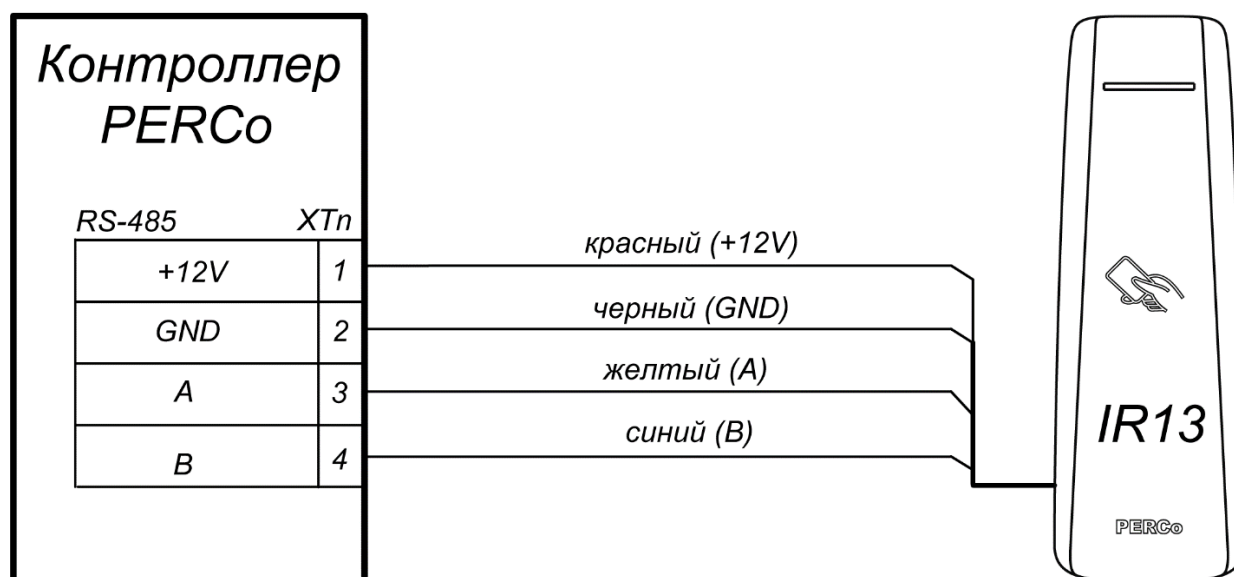 Контроллер
PERCo
RS-485 XTn
+12V 1
GND 2
A 3
B 4
красный (+12V)
черный (GND)
желтый (A)
синий (B)
IR13
PERCo